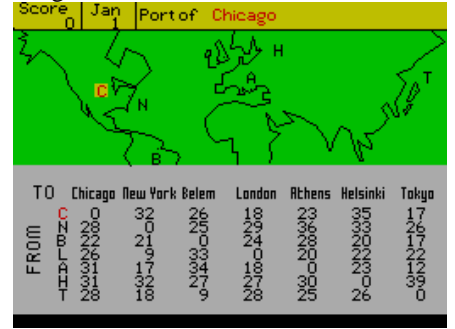 Score 0 Jan 1 Port of Chicago
H
A
T
C
N
B
TO Chicago New York Belem London Athens Helsinki Tokyo
FROM
C 0 32 26 18 23 35 17
N 28 0 25 29 36 33 26
B 22 21 0 24 28 20 17
L 26 9 33 0 20 22 22
A 31 17 34 18 0 23 12
H 31 32 27 27 30 0 39
T 28 18 9 28 25 26 0